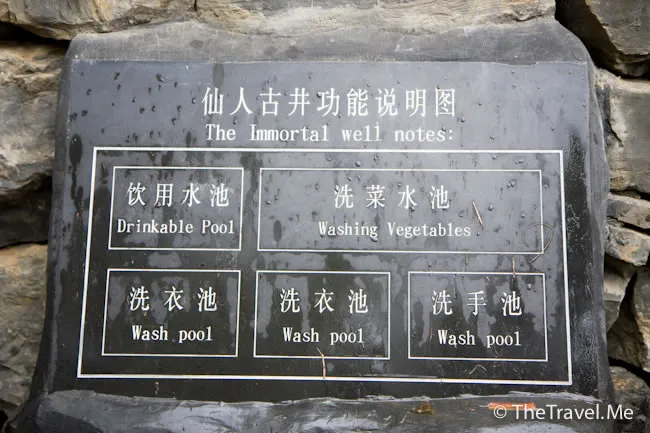 仙人古井功能说明图
The Immortal well notes:
饮用水池
Drinkable Pool
洗菜水池
Washing Vegetables
洗衣池
Wash pool
洗衣池
Wash pool
洗手池
Wash pool
© TheTravel.Me